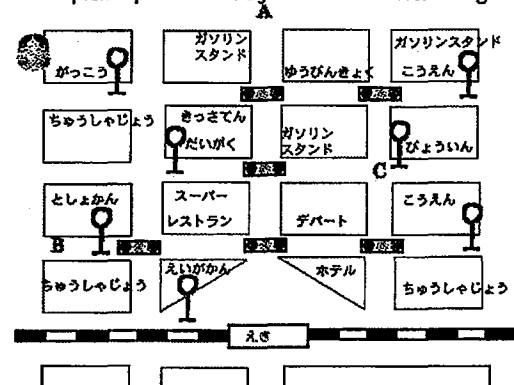 A
ガソリン
スタンド
ガソリンスタンド
がっこう
ゆうびんきょく
こうえん
ちゅうしゃじょう
きっさてん
だいがく
ガソリン
スタンド
びょういん
C
としょかん
スーパー
レストラン
デパート
こうえん
B
えいがかん
ホテル
ちゅうしゃじょう
ちゅうしゃじょう
えき